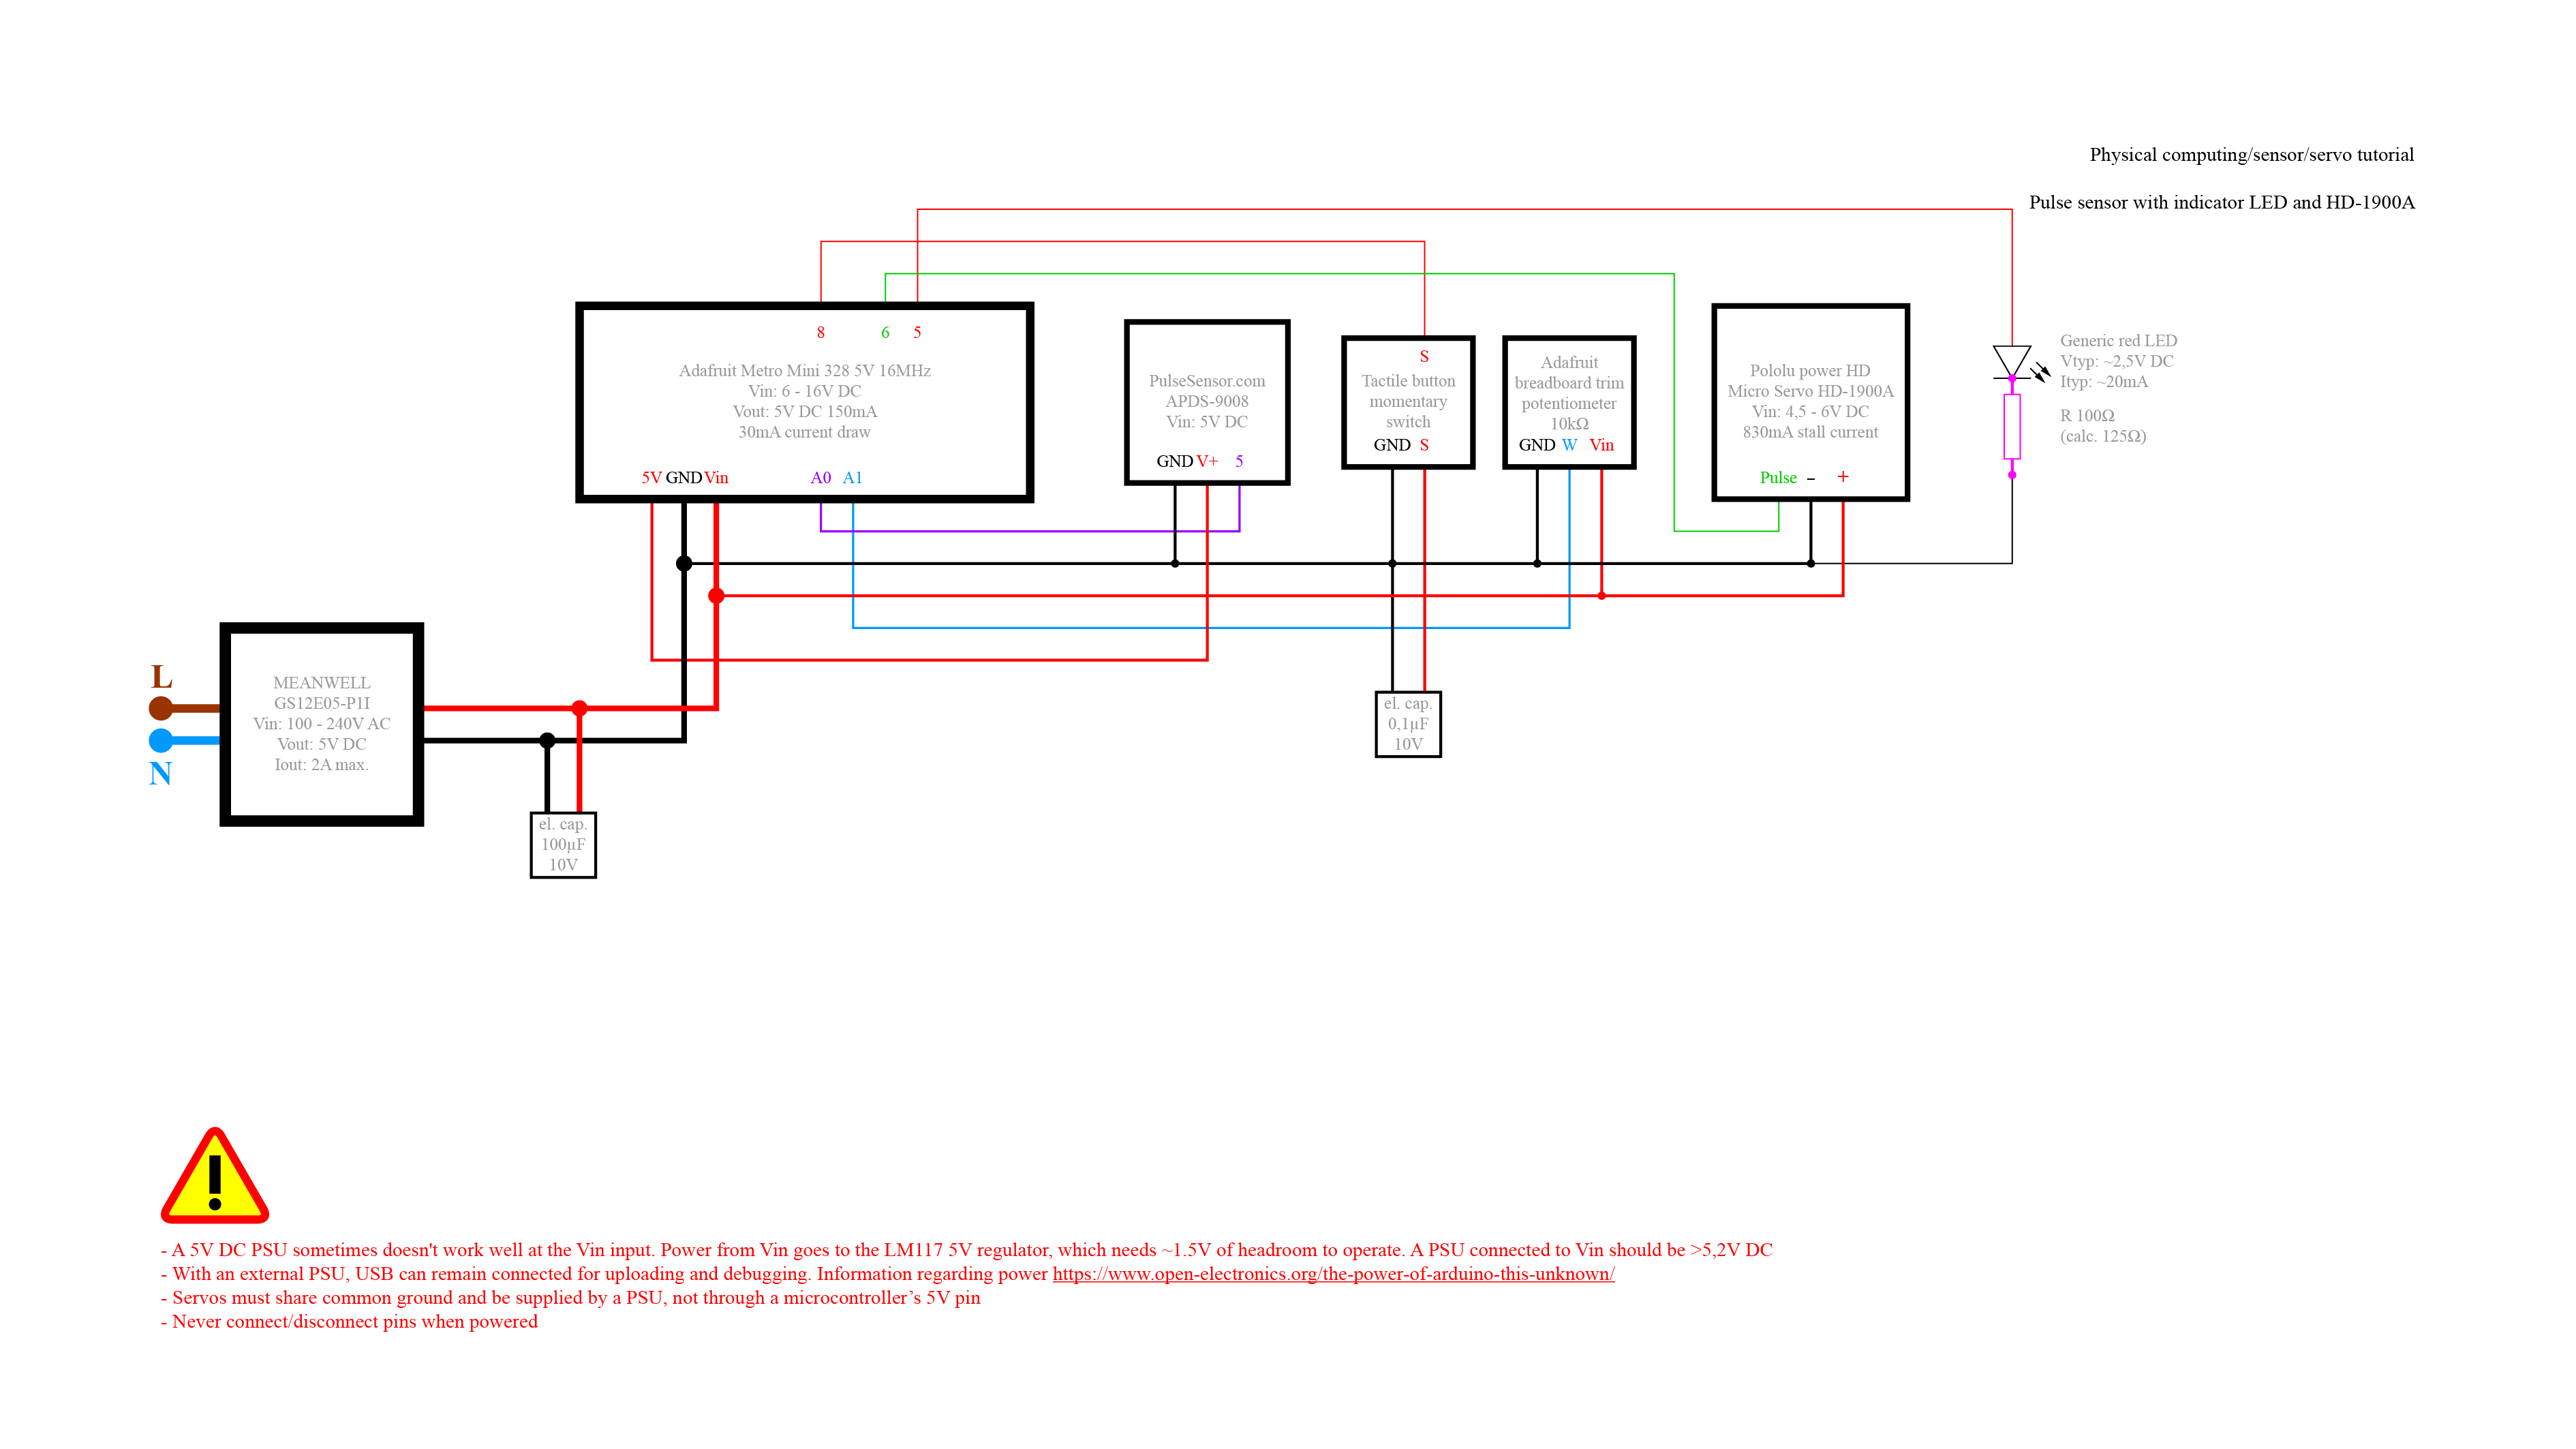 Physical computing/sensor/servo tutorial
Pulse sensor with indicator LED and HD-1900A
8 6 5
Adafruit Metro Mini 328 5V 16MHz
Vin: 6 - 16V DC
Vout: 5V DC 150mA
30mA current draw
5V GND Vin A0 A1
PulseSensor.com
APDS-9008
Vin: 5V DC
GND V+ 5
S
Tactile button
momentary
switch
GND S
Adafruit
breadboard trim
potentiometer
10kΩ
GND W Vin
Pololu power HD
Micro Servo HD-1900A
Vin: 4,5 - 6V DC
830mA stall current
Pulse – +
Generic red LED
Vtyp: ~2,5V DC
Ityp: ~20mA
R 100Ω
(calc. 125Ω)
L
N
MEANWELL
GS12E05-P1I
Vin: 100 - 240V AC
Vout: 5V DC
Iout: 2A max.
el. cap.
100µF
10V
el. cap.
0,1µF
10V
- A 5V DC PSU sometimes doesn't work well at the Vin input. Power from Vin goes to the LM117 5V regulator, which needs ~1.5V of headroom to operate. A PSU connected to Vin should be >5,2V DC
- With an external PSU, USB can remain connected for uploading and debugging. Information regarding power https://www.open-electronics.org/the-power-of-arduino-this-unknown/
- Servos must share common ground and be supplied by a PSU, not through a microcontroller’s 5V pin
- Never connect/disconnect pins when powered